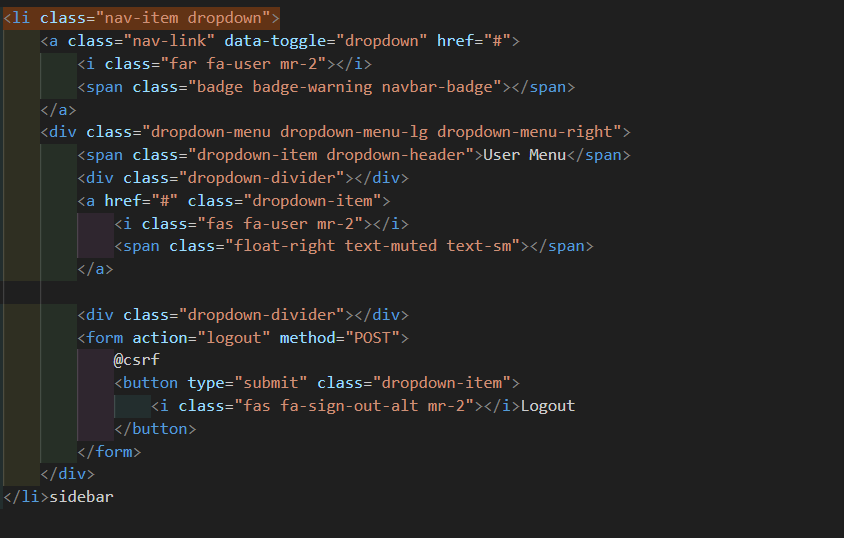 <li class="nav-item dropdown">
<a class="nav-link" data-toggle="dropdown" href="#">
<i class="far fa-user mr-2"></i>
<span class="badge badge-warning navbar-badge"></span>
</a>
<div class="dropdown-menu dropdown-menu-lg dropdown-menu-right">
<span class="dropdown-item dropdown-header">User Menu</span>
<div class="dropdown-divider"></div>
<a href="#" class="dropdown-item">
<i class="fas fa-user mr-2"></i>
<span class="float-right text-muted text-sm"></span>
</a>
<div class="dropdown-divider"></div>
<form action="logout" method="POST">
@csrf
<button type="submit" class="dropdown-item">
<i class="fas fa-sign-out-alt mr-2"></i>Logout
</button>
</form>
</div>
</li>sidebar